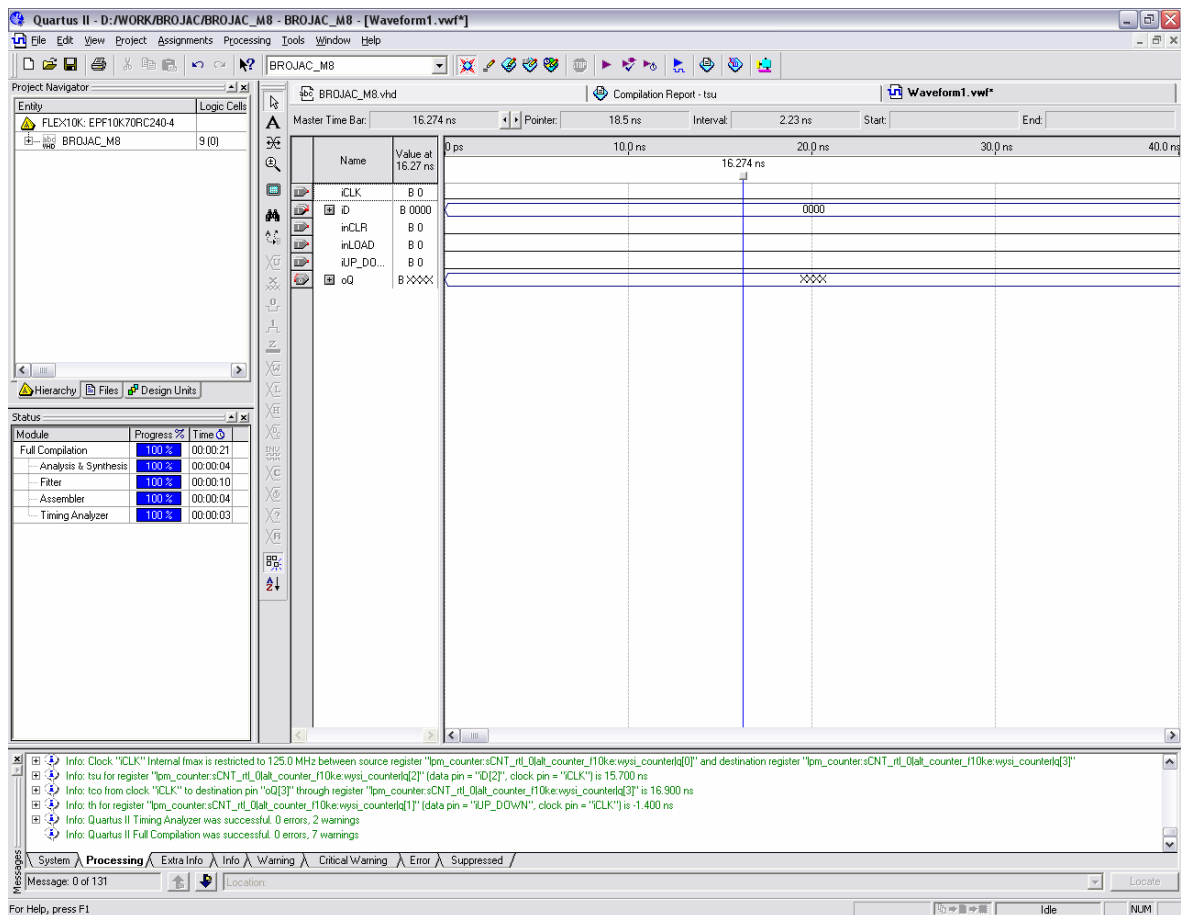 Quartus II - D:/WORK/BROJAC/BROJAC_M8 - BROJAC_M8 - [Waveform1.vwf*]
File Edit View Project Assignments Processing Tools Window Help
BROJAC_M8
Project Navigator
Entity Logic Cells
FLEX10K: EPF10K70RC240-4
BROJAC_M8 9 (0)
Hierarchy Files Design Units
Status
Module Progress % Time
Full Compilation 100 % 00:00:21
Analysis & Synthesis 100 % 00:00:04
Fitter 100 % 00:00:10
Assembler 100 % 00:00:04
Timing Analyzer 100 % 00:00:03
BROJAC_M8.vhd Compilation Report - tsu Waveform1.vwf*
Master Time Bar: 16.274 ns Pointer: 18.5 ns Interval: 2.23 ns Start: End:
Name Value at 16.27 ns
0 ps 10.0 ns 20.0 ns 30.0 ns 40.0 ns
16.274 ns
iCLK B 0
iD B 0000 0000
inCLR B 0
inLOAD B 0
iUP_DO... B 0
oQ B XXXX XXXX
Info: Clock "iCLK" Internal fmax is restricted to 125.0 MHz between source register "lpm_counter:sCNT_rtl_0|alt_counter_f10ke:wysi_counter|q[0]" and destination register "lpm_counter:sCNT_rtl_0|alt_counter_f10ke:wysi_counter|q[3]"
Info: tsu for register "lpm_counter:sCNT_rtl_0|alt_counter_f10ke:wysi_counter|q[2]" (data pin = "iD[2]", clock pin = "iCLK") is 15.700 ns
Info: tco from clock "iCLK" to destination pin "oQ[3]" through register "lpm_counter:sCNT_rtl_0|alt_counter_f10ke:wysi_counter|q[3]" is 16.900 ns
Info: th for register "lpm_counter:sCNT_rtl_0|alt_counter_f10ke:wysi_counter|q[1]" (data pin = "iUP_DOWN", clock pin = "iCLK") is -1.400 ns
Info: Quartus II Timing Analyzer was successful. 0 errors, 2 warnings
Info: Quartus II Full Compilation was successful. 0 errors, 7 warnings
System Processing Extra Info Info Warning Critical Warning Error Suppressed
Messages
Message: 0 of 131 Location: Locate
For Help, press F1 Idle NUM